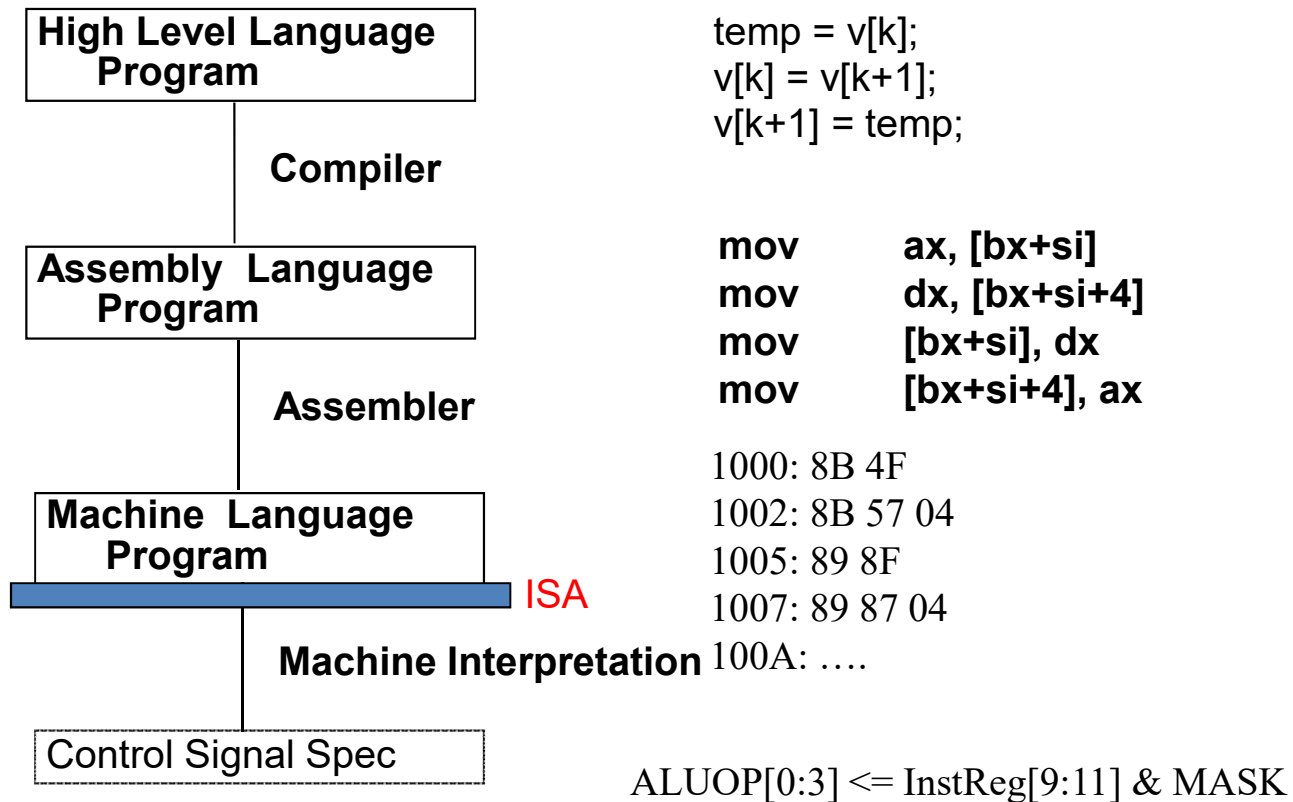 High Level Language
Program
temp = v[k];
v[k] = v[k+1];
v[k+1] = temp;
Compiler
Assembly Language
Program
mov ax, [bx+si]
mov dx, [bx+si+4]
mov [bx+si], dx
mov [bx+si+4], ax
Assembler
Machine Language
Program
1000: 8B 4F
1002: 8B 57 04
1005: 89 8F
1007: 89 87 04
100A: ….
ISA
Machine Interpretation
Control Signal Spec
ALUOP[0:3] <= InstReg[9:11] & MASK